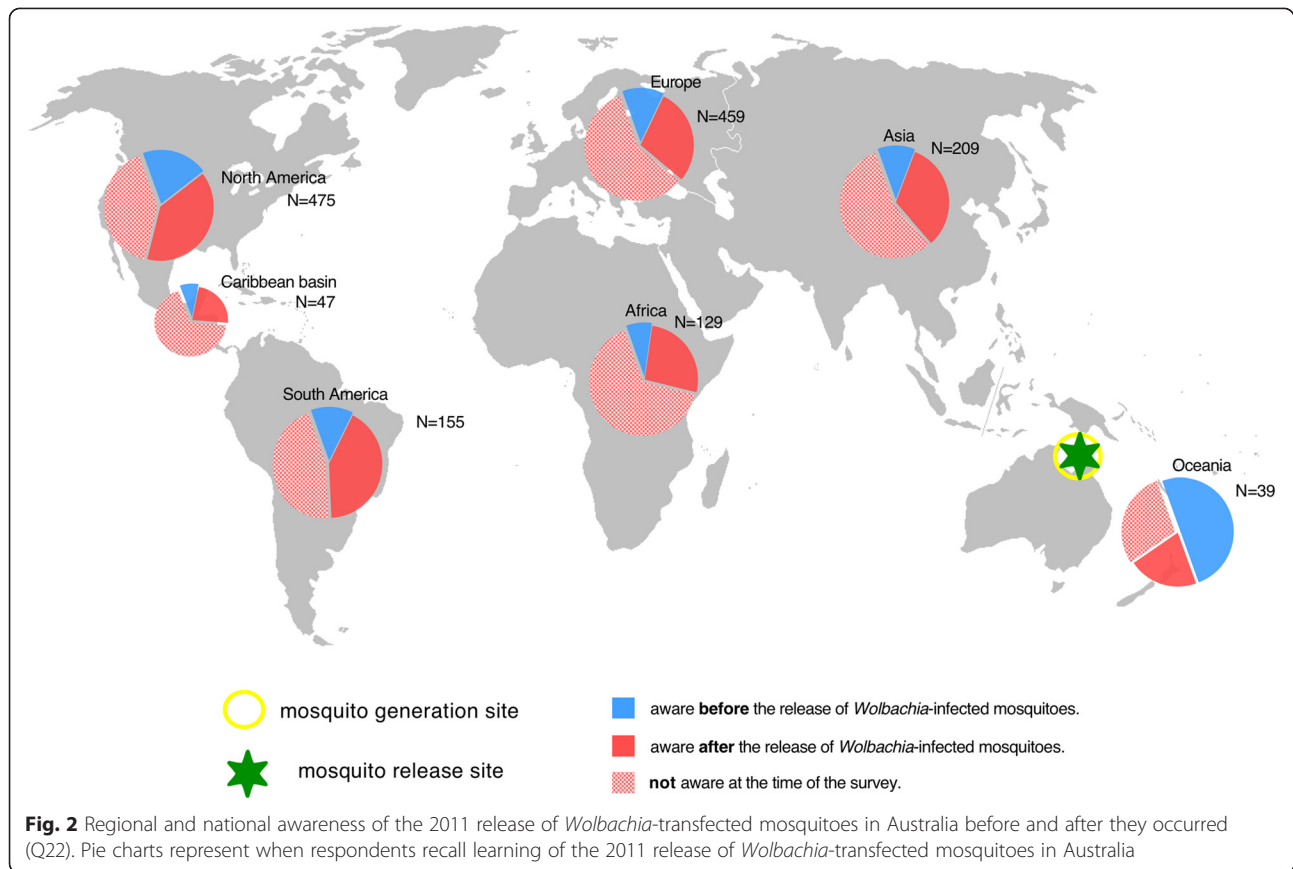 Europe
N=459
Asia
N=209
North America
N=475
Caribbean basin
N=47
Africa
N=129
South America
N=155
Oceania
N=39
mosquito generation site
mosquito release site
aware before the release of Wolbachia-infected mosquitoes.
aware after the release of Wolbachia-infected mosquitoes.
not aware at the time of the survey.
Fig. 2 Regional and national awareness of the 2011 release of Wolbachia-transfected mosquitoes in Australia before and after they occurred
(Q22). Pie charts represent when respondents recall learning of the 2011 release of Wolbachia-transfected mosquitoes in Australia